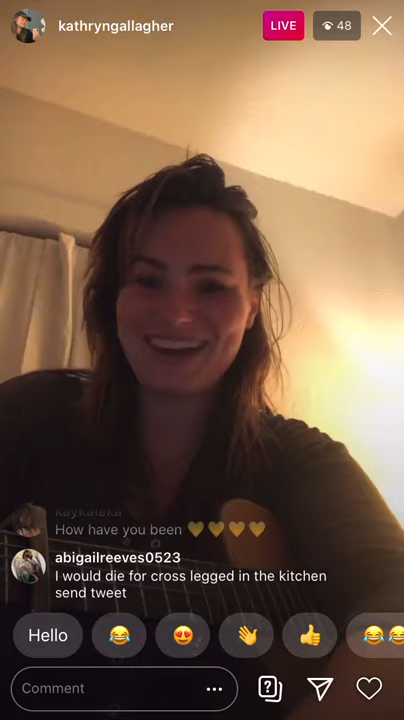 kathryngallagher
LIVE
48
kaykaleka
How have you been 💛💛💛💛
abigailreeves0523
I would die for cross legged in the kitchen
send tweet
Hello
Comment